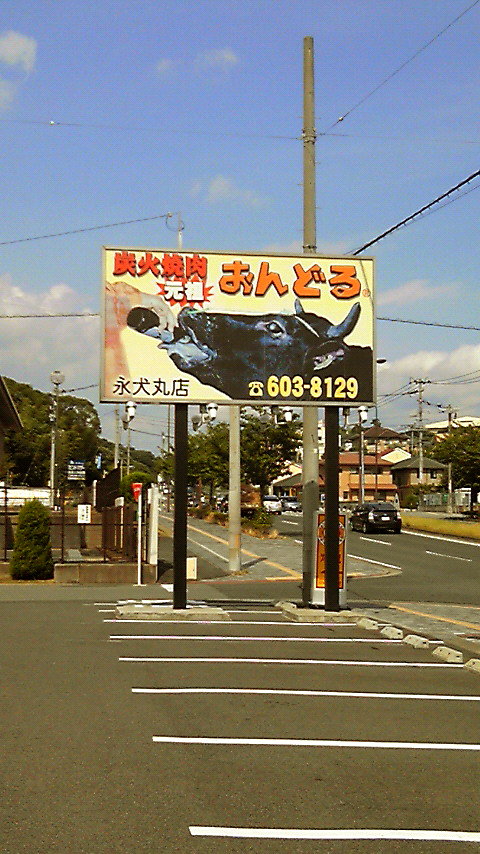 炭火焼肉
元祖
おんどる
永犬丸店
☎603-8129